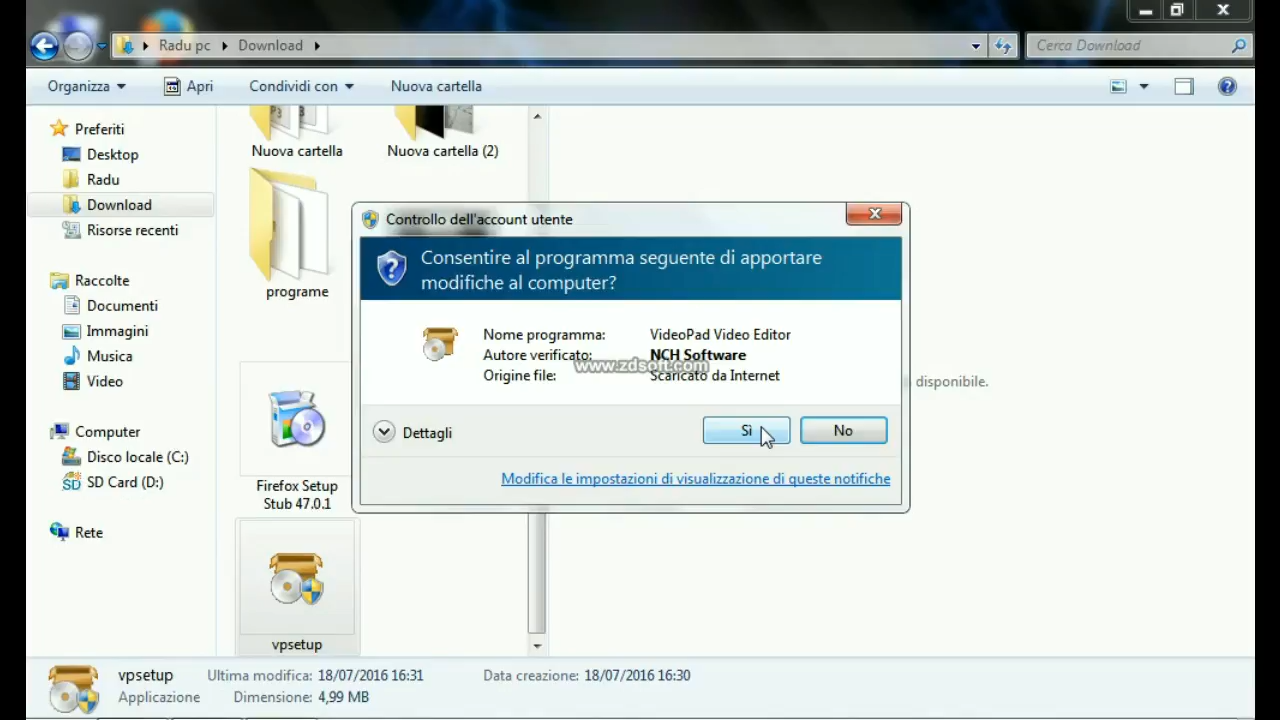 Radu pc
Download
Cerca Download
Organizza
Apri
Condividi con
Nuova cartella
Preferiti
Desktop
Radu
Download
Risorse recenti
Raccolte
Documenti
Immagini
Musica
Video
Computer
Disco locale (C:)
SD Card (D:)
Rete
Nuova cartella
Nuova cartella (2)
programe
Firefox Setup
Stub 47.0.1
vpsetup
Controllo dell'account utente
Consentire al programma seguente di apportare
modifiche al computer?
Nome programma: VideoPad Video Editor
Autore verificato: NCH Software
Origine file: Scaricato da Internet
www.zdsoft.com
Dettagli
Sì
No
Modifica le impostazioni di visualizzazione di queste notifiche
disponibile.
vpsetup
Applicazione
Ultima modifica: 18/07/2016 16:31
Dimensione: 4,99 MB
Data creazione: 18/07/2016 16:30